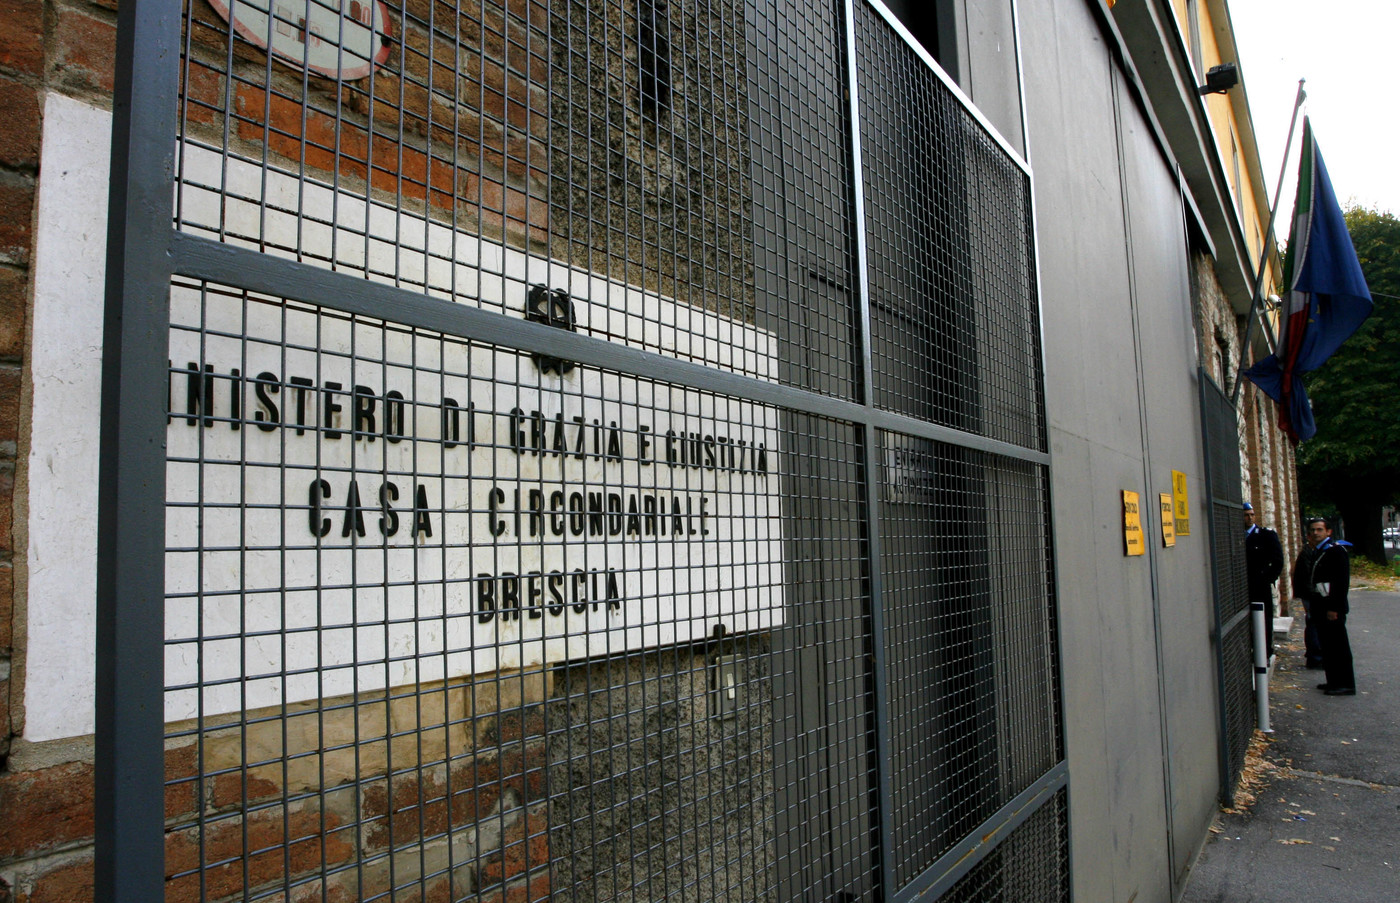 INISTERO DI GRAZIA E GIUSTIZIA
CASA CIRCONDARIALE
BRESCIA